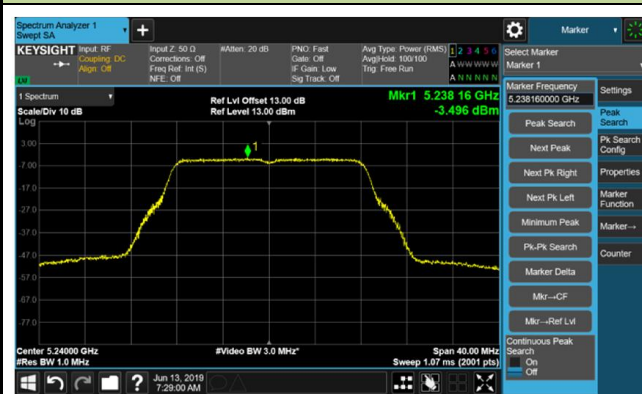 Spectrum Analyzer 1
Swept SA
KEYSIGHT
Input: RF
Coupling: DC
Align: Off
Input Z: 50 Ω
Corrections: Off
Freq Ref: Int (S)
NFE: Off
#Atten: 20 dB
PNO: Fast
Gate: Off
IF Gain: Low
Sig Track: Off
Avg Type: Power (RMS)
Avg|Hold: 100/100
Trig: Free Run
1 2 3 4 5 6
A W W W W W
A N N N N N
LM
1 Spectrum
Scale/Div 10 dB
Log
Ref Lvl Offset 13.00 dB
Ref Level 13.00 dBm
Mkr1 5.238 16 GHz
-3.496 dBm
1
3.00
-7.00
-17.0
-27.0
-37.0
-47.0
-57.0
-67.0
-77.0
Center 5.24000 GHz
#Res BW 1.0 MHz
#Video BW 3.0 MHz*
Span 40.00 MHz
Sweep 1.07 ms (2001 pts)
Jun 13, 2019
7:29:00 AM
Marker
Select Marker
Marker 1
Marker Frequency
5.238160000 GHz
Peak Search
Next Peak
Next Pk Right
Next Pk Left
Minimum Peak
Pk-Pk Search
Marker Delta
Mkr→CF
Mkr→Ref Lvl
Continuous Peak
Search
On
Off
Settings
Peak
Search
Pk Search
Config
Properties
Marker
Function
Marker→
Counter